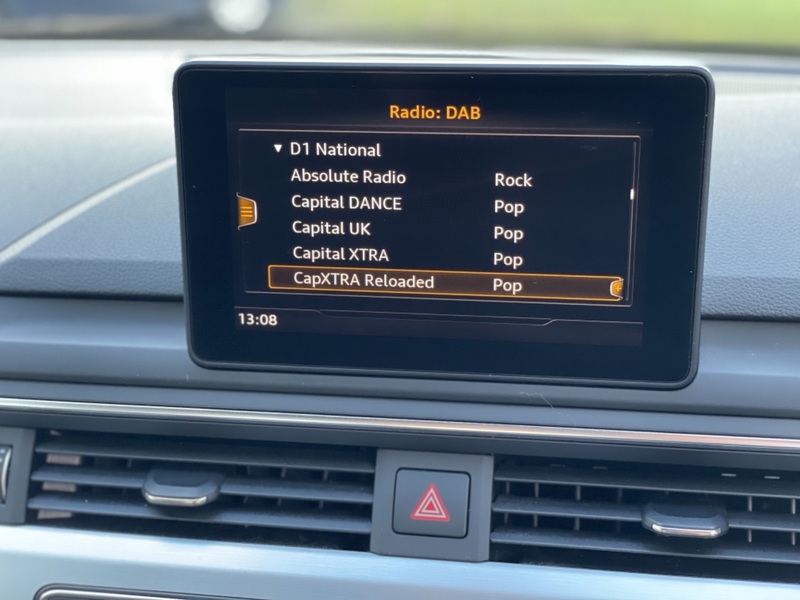 Radio: DAB
D1 National
Absolute Radio Rock
Capital DANCE Pop
Capital UK Pop
Capital XTRA Pop
CapXTRA Reloaded Pop
13:08